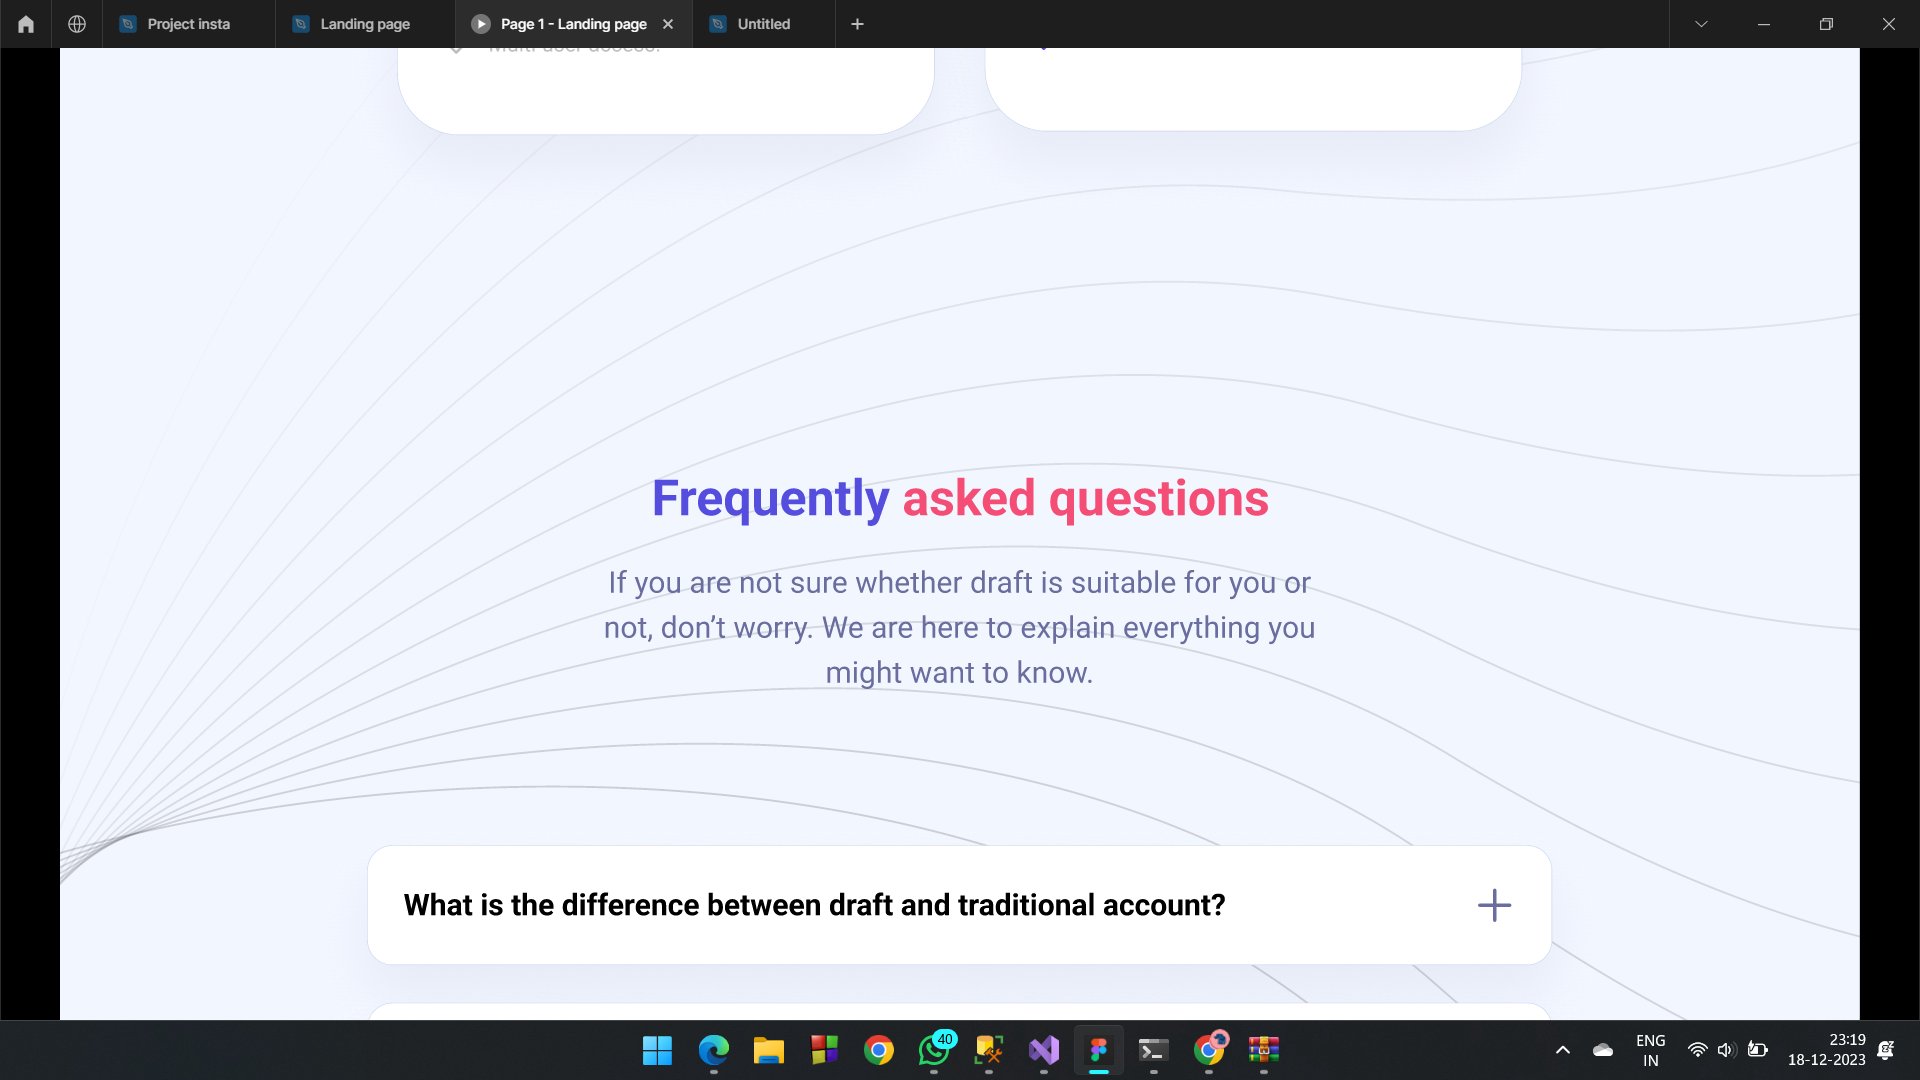 Project insta
Landing page
Page 1 - Landing page
Untitled
Multi user access.
Frequently asked questions
If you are not sure whether draft is suitable for you or
not, don’t worry. We are here to explain everything you
might want to know.
What is the difference between draft and traditional account?
40
ENG
IN
23:19
18-12-2023